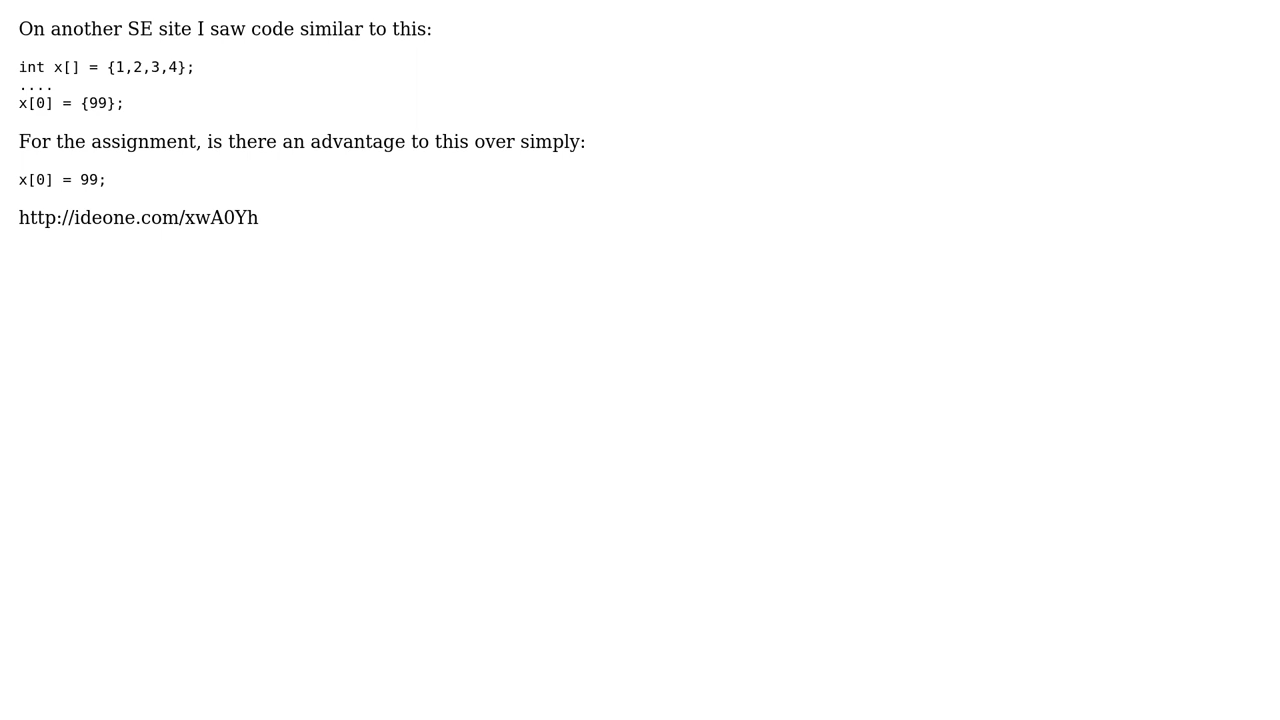 On another SE site I saw code similar to this:
int x[] = {1,2,3,4};
....
x[0] = {99};
For the assignment, is there an advantage to this over simply:
x[0] = 99;
http://ideone.com/xwA0Yh